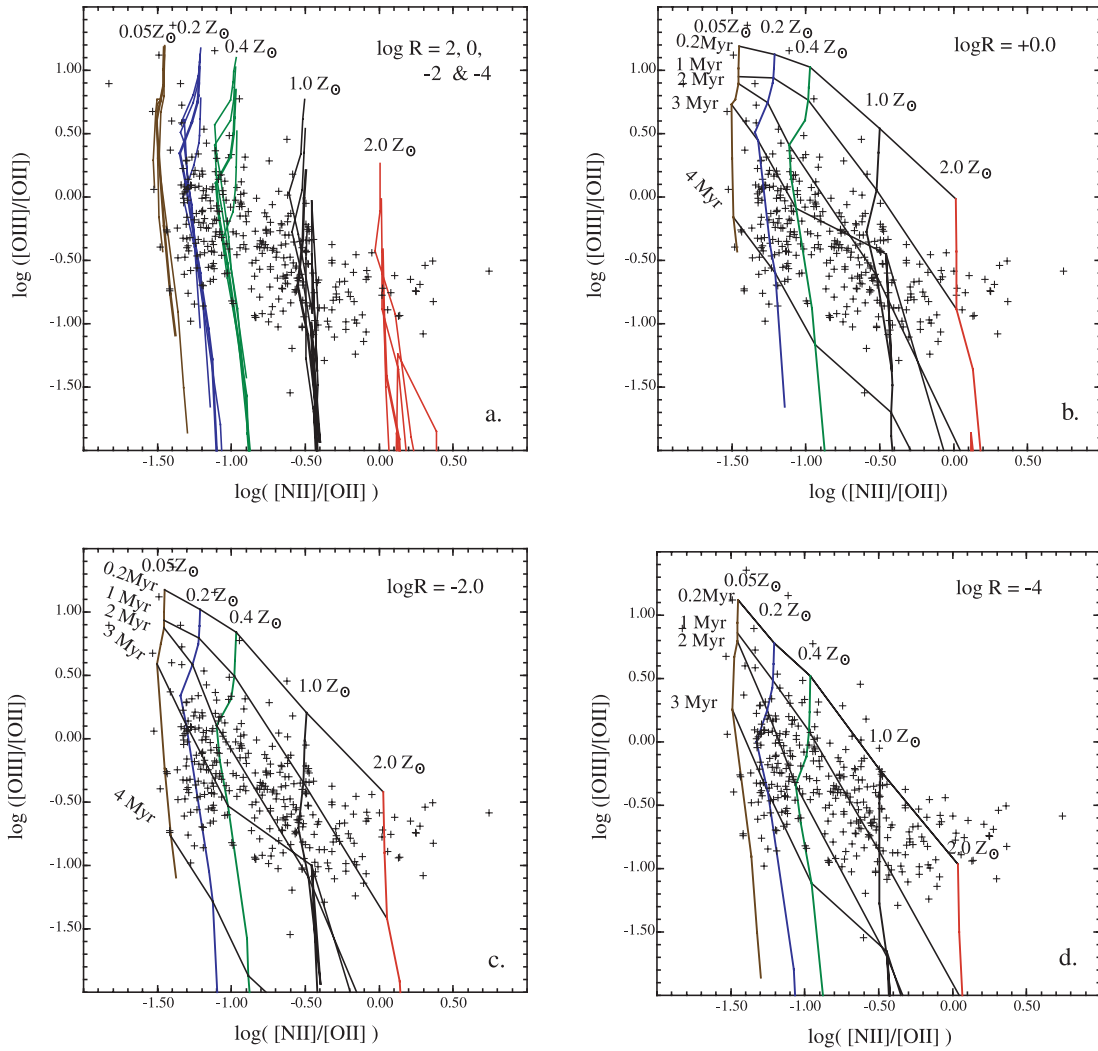 0.05Z⊙ 0.2 Z⊙
0.4 Z⊙
log R = 2, 0,
-2 & -4
1.0 Z⊙
2.0 Z⊙
1.00
0.50
0.00
-0.50
-1.00
-1.50
log ([OIII]/[OII])
a.
-1.50 -1.00 -0.50 0.00 0.50
log( [NII]/[OII] )
0.05Z⊙ 0.2 Z⊙
0.2Myr
0.4 Z⊙
logR = +0.0
1 Myr
2 Myr
3 Myr
1.0 Z⊙
2.0 Z⊙
4 Myr
1.00
0.50
0.00
-0.50
-1.00
-1.50
log ([OIII]/[OII])
b.
-1.50 -1.00 -0.50 0.00 0.50
log ([NII]/[OII])
0.05Z⊙
0.2Myr
0.2 Z⊙
logR = -2.0
1 Myr
0.4 Z⊙
2 Myr
3 Myr
1.0 Z⊙
2.0 Z⊙
4 Myr
1.00
0.50
0.00
-0.50
-1.00
-1.50
log ([OIII]/[OII])
c.
-1.50 -1.00 -0.50 0.00 0.50
log( [NII]/[OII] )
0.05Z⊙
0.2Myr
0.2 Z⊙
log R = -4
1 Myr
2 Myr
0.4 Z⊙
3 Myr
1.0 Z⊙
2.0 Z⊙
1.00
0.50
0.00
-0.50
-1.00
-1.50
log ([OIII]/[OII])
d.
-1.50 -1.00 -0.50 0.00 0.50
log( [NII]/[OII] )